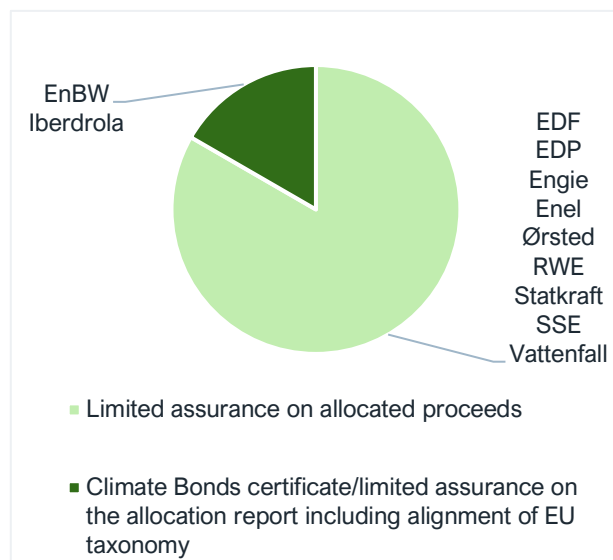 EnBW
Iberdrola
EDF
EDP
Engie
Enel
Ørsted
RWE
Statkraft
SSE
Vattenfall
Limited assurance on allocated proceeds
Climate Bonds certificate/limited assurance on
the allocation report including alignment of EU
taxonomy